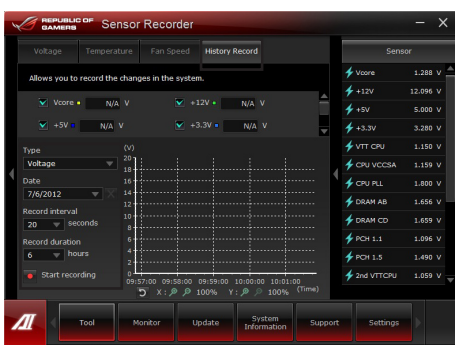 REPUBLIC OF GAMERS Sensor Recorder
Voltage Temperature Fan Speed History Record
Allows you to record the changes in the system.
Vcore N/A V +12V N/A V
+5V N/A V +3.3V N/A V
Type
Voltage
Date
7/6/2012
Record interval
20 seconds
Record duration
6 hours
Start recording
(V)
20
18
16
14
12
10
8
6
4
2
0
09:57:00 09:58:00 09:59:00 10:00:00 10:01:00
(Time)
X : 100% Y : 100%
Sensor
Vcore 1.288 V
+12V 12.096 V
+5V 5.000 V
+3.3V 3.280 V
VTT CPU 1.150 V
CPU VCCSA 1.159 V
CPU PLL 1.800 V
DRAM AB 1.656 V
DRAM CD 1.659 V
PCH 1.1 1.096 V
PCH 1.5 1.490 V
2nd VTTCPU 1.059 V
Tool Monitor Update System Information Support Settings